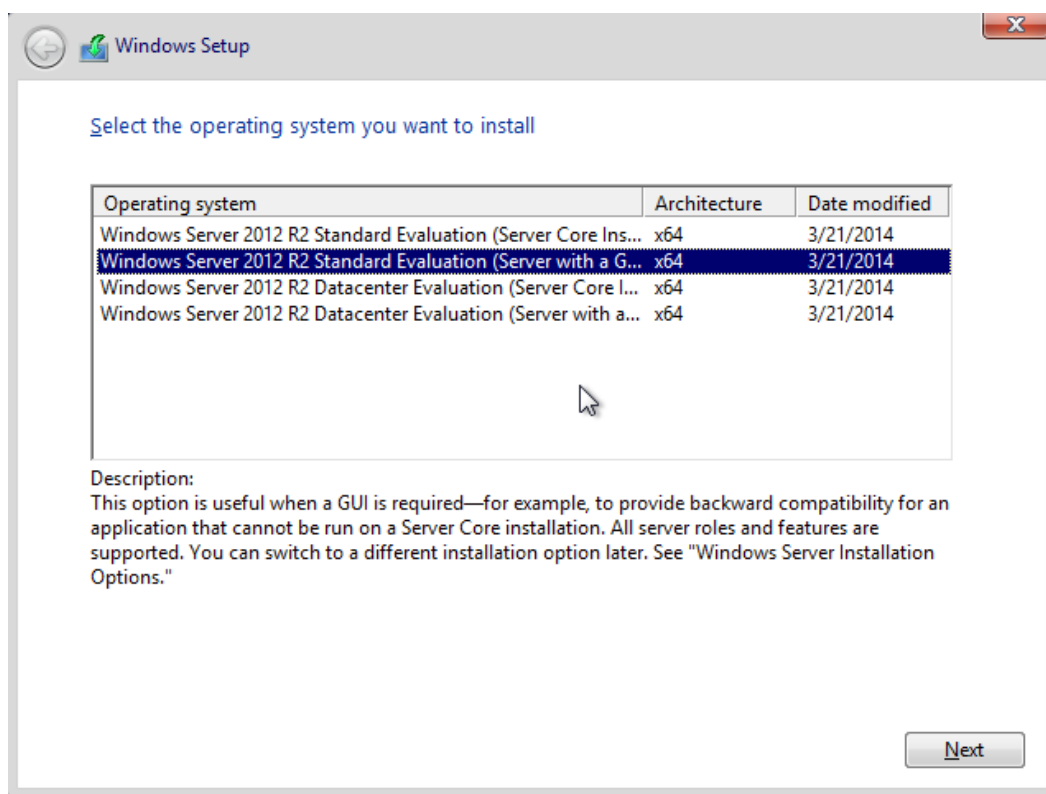 Windows Setup
Select the operating system you want to install
Operating system Architecture Date modified
Windows Server 2012 R2 Standard Evaluation (Server Core Ins... x64 3/21/2014
Windows Server 2012 R2 Standard Evaluation (Server with a G... x64 3/21/2014
Windows Server 2012 R2 Datacenter Evaluation (Server Core I... x64 3/21/2014
Windows Server 2012 R2 Datacenter Evaluation (Server with a... x64 3/21/2014
Description:
This option is useful when a GUI is required—for example, to provide backward compatibility for an
application that cannot be run on a Server Core installation. All server roles and features are
supported. You can switch to a different installation option later. See "Windows Server Installation
Options."
Next